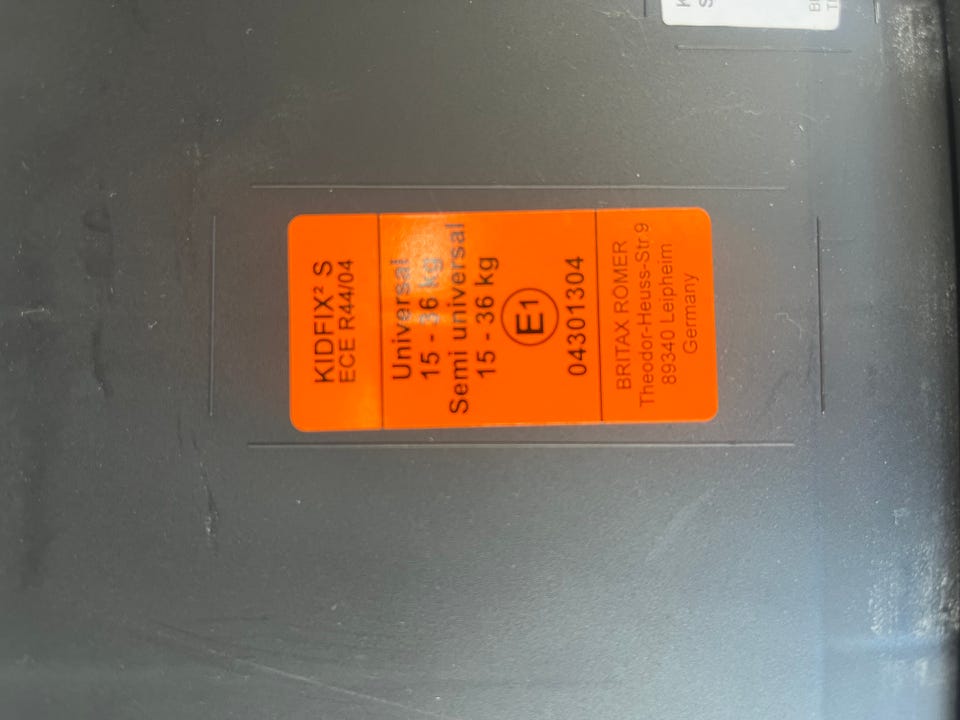 KIDFIX² S
ECE R44/04
Universal
15 - 36 kg
Semi universal
15 - 36 kg
E1
04301304
BRITAX RÖMER
Theodor-Heuss-Str.9
89340 Leipheim
Germany